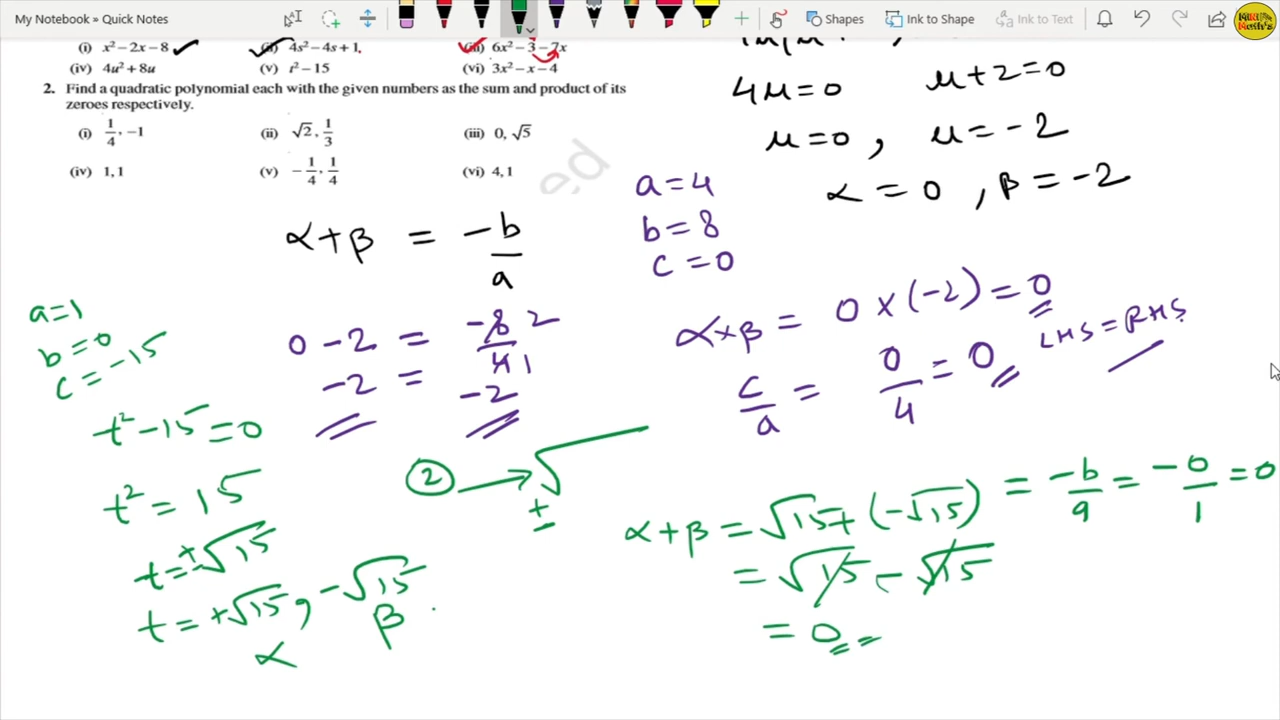 My Notebook » Quick Notes
Shapes
Ink to Shape
Ink to Text
(i) x² – 2x – 8 (ii) 4s² – 4s + 1 (iii) 6x² – 3 – 7x
(iv) 4u² + 8u (v) t² – 15 (vi) 3x² – x – 4
2. Find a quadratic polynomial each with the given numbers as the sum and product of its
zeroes respectively.
(i) 1/4, –1 (ii) √2, 1/3 (iii) 0, √5
(iv) 1, 1 (v) –1/4, 1/4 (vi) 4, 1
4u = 0 u + 2 = 0
u = 0, u = -2
α = 0, β = -2
a = 4
b = 8
c = 0
α + β = -b/a
0 - 2 = -8/4 2 1
-2 = -2
α × β = 0 × (-2) = 0
c/a = 0/4 = 0
LHS = RHS
a = 1
b = 0
c = -15
t² - 15 = 0
t² = 15
t = ±√15
t = +√15, -√15
α β
② → √
±
α + β = √15 + (-√15) = -b/a = -0/1 = 0
= √15 - √15
= 0